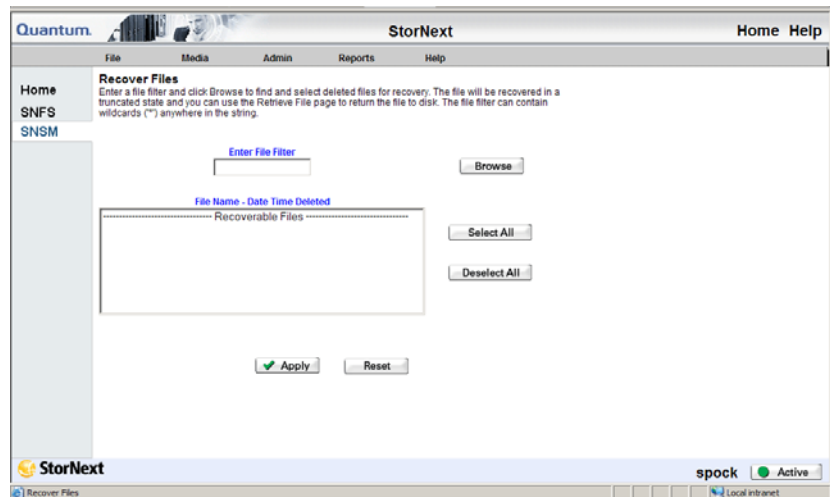 Quantum.
StorNext
Home Help
File Media Admin Reports Help
Home
SNFS
SNSM
Recover Files
Enter a file filter and click Browse to find and select deleted files for recovery. The file will be recovered in a
truncated state and you can use the Retrieve File page to return the file to disk. The file filter can contain
wildcards ("*") anywhere in the string.
Enter File Filter
Browse
File Name - Date Time Deleted
---------------------------------- Recoverable Files --------------------------------
Select All
Deselect All
Apply Reset
StorNext
spock Active
Recover Files Local intranet